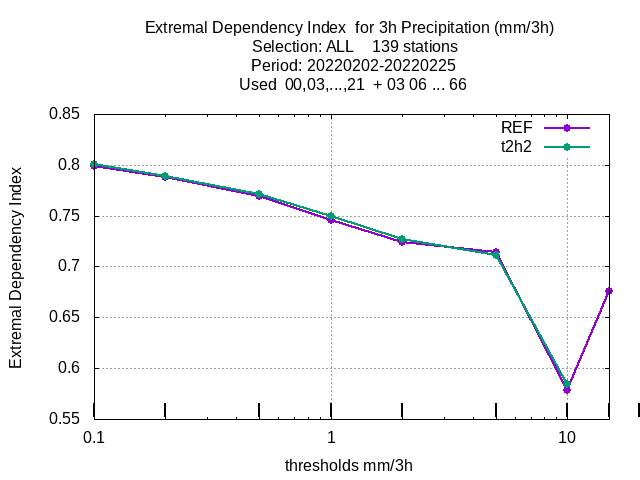 Extremal Dependency Index  for 3h Precipitation (mm/3h)
Selection: ALL    139 stations
Period: 20220202-20220225
Used  00,03,...,21  + 03 06 ... 66
REF
t2h2
Extremal Dependency Index
0.85
0.8
0.75
0.7
0.65
0.6
0.55
0.1 1 10
thresholds mm/3h